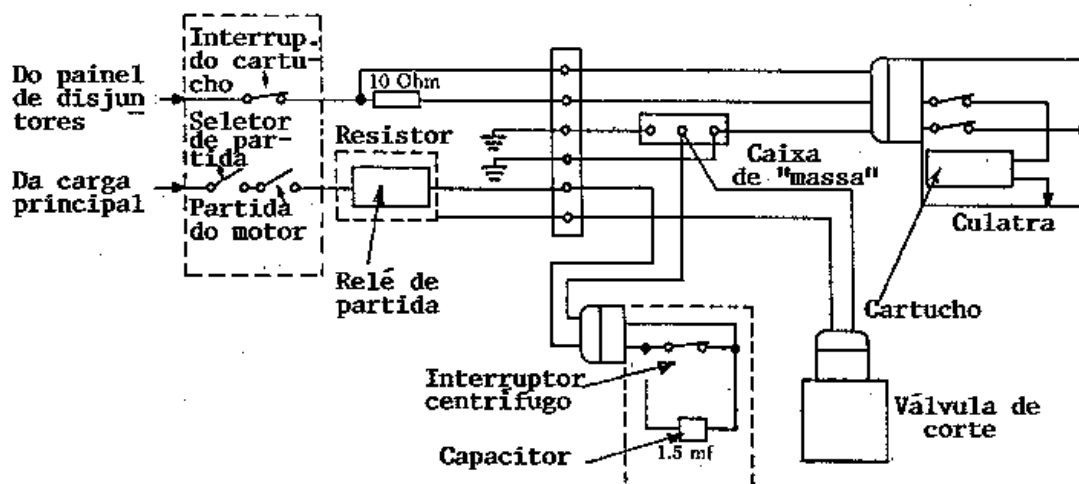 Interrup.
do cartu-
cho
Do painel
de disjun
tores
10 Ohm
Seletor
de par-
tida
Resistor
Caixa
de "massa"
Da carga
principal
Partida
do motor
Culatra
Relé de
partida
Cartucho
Interruptor
centrífugo
Válvula de
corte
Capacitor
1.5 mf